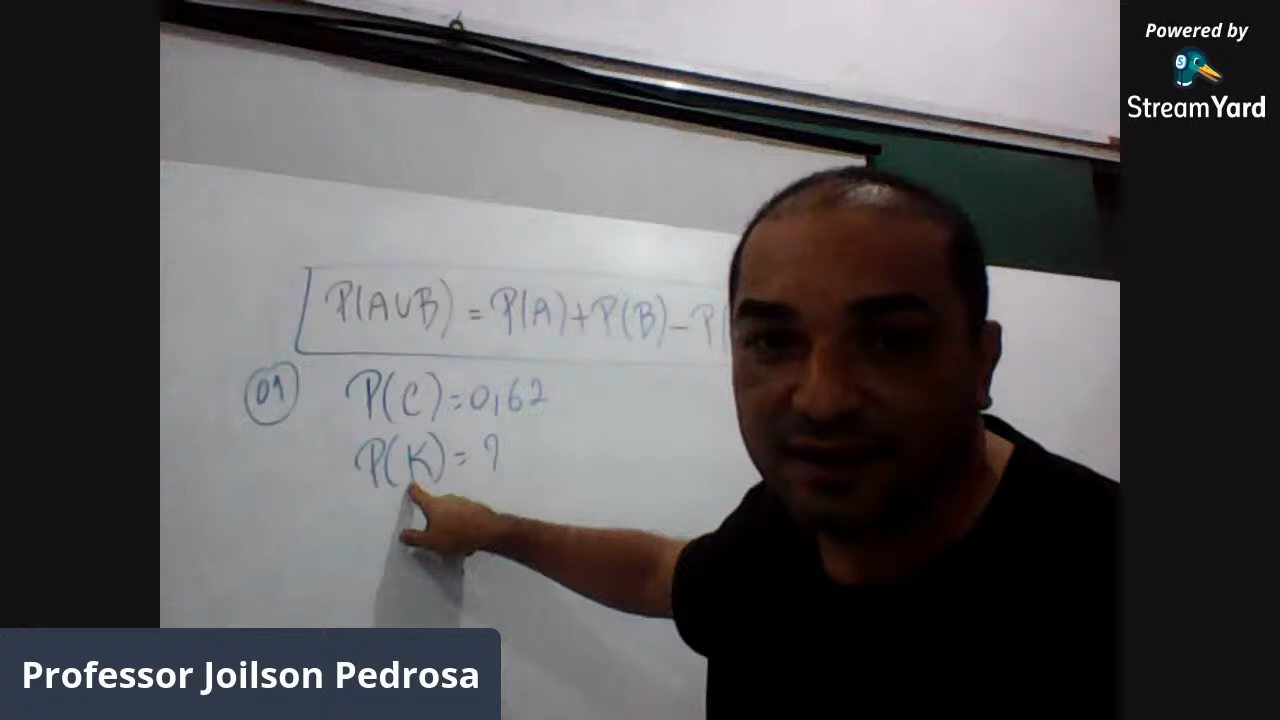 Powered by
StreamYard
P(A∪B) = P(A)+P(B)-P(
01 P(C)=0,62
P(K)=?
Professor Joilson Pedrosa